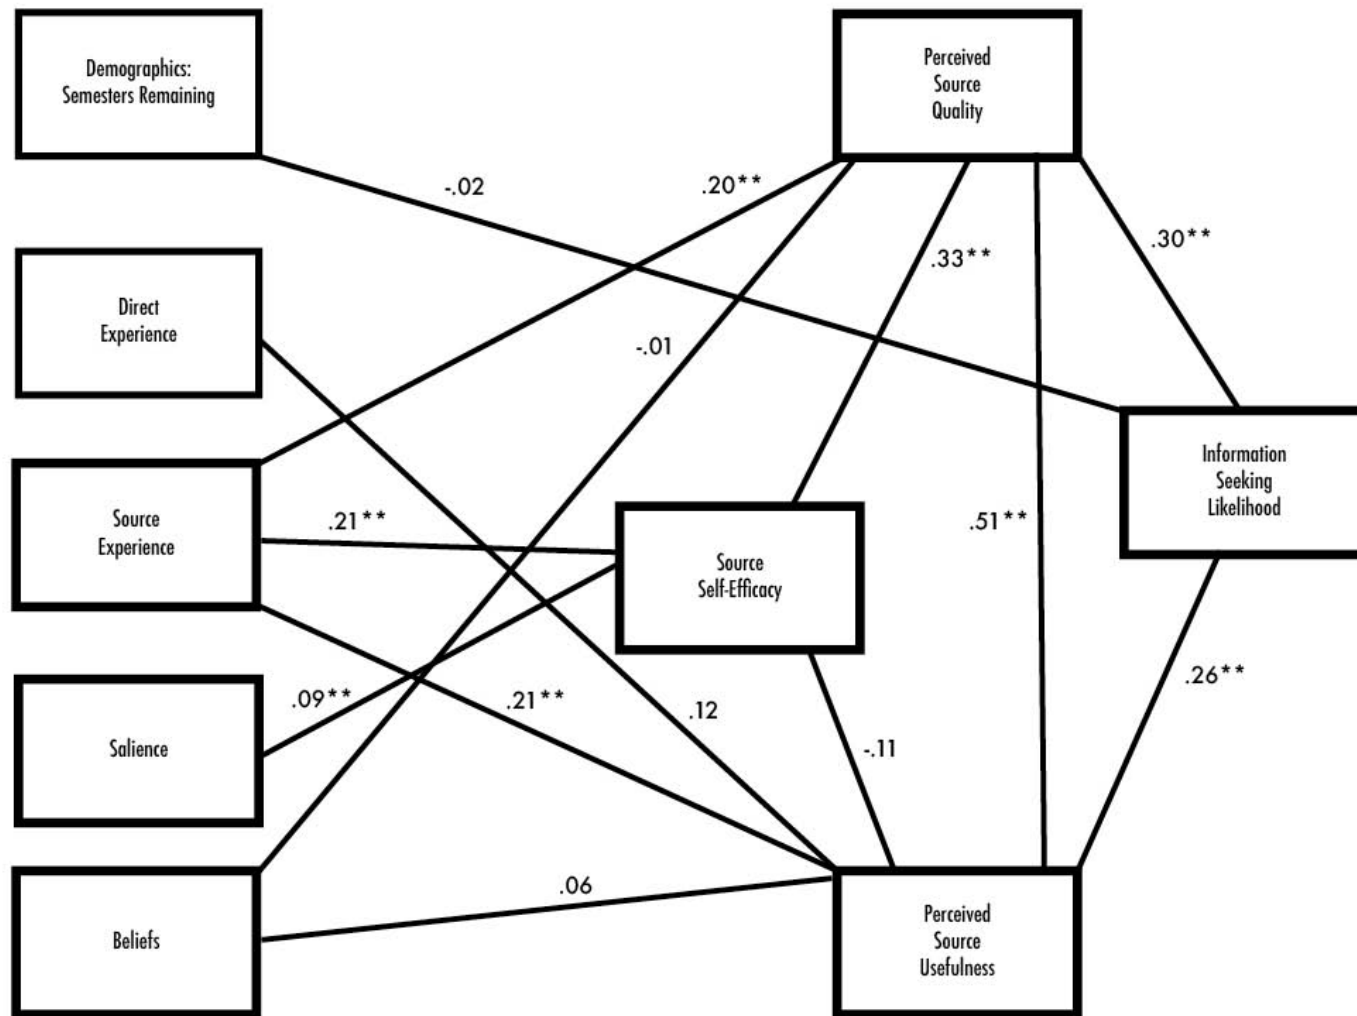 Demographics:
Semesters Remaining
Perceived
Source
Quality
-.02
.20**
.30**
.33**
Direct
Experience
-.01
Information
Seeking
Likelihood
Source
Experience
.21**
.51**
Source
Self-Efficacy
.26**
.09**
.21**
.12
-.11
Salience
.06
Beliefs
Perceived
Source
Usefulness